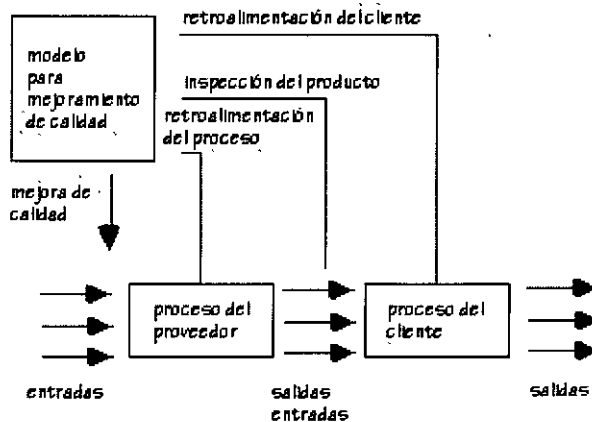 retroalimentación del cliente
modelo
para
mejoramiento
de calidad
inspección del producto
retroalimentación
del proceso
mejora de
calidad
proceso del
proveedor
proceso del
cliente
entradas
salidas
entradas
salidas